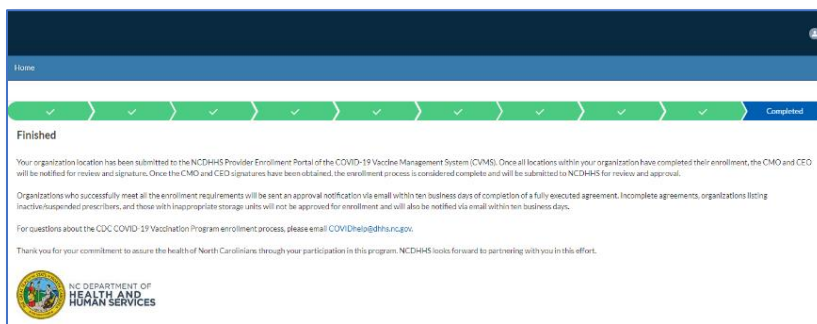 Home
Completed
Finished
Your organization location has been submitted to the NCDHHS Provider Enrollment Portal of the COVID-19 Vaccine Management System (CVMS). Once all locations within your organization have completed their enrollment, the CMO and CEO
will be notified for review and signature. Once the CMO and CEO signatures have been obtained, the enrollment process is considered complete and will be submitted to NCDHHS for review and approval.
Organizations who successfully meet all the enrollment requirements will be sent an approval notification via email within ten business days of completion of a fully executed agreement. Incomplete agreements, organizations listing
inactive/suspended prescribers, and those with inappropriate storage units will not be approved for enrollment and will also be notified via email within ten business days.
For questions about the CDC COVID-19 Vaccination Program enrollment process, please email COVIDhelp@dhhs.nc.gov.
Thank you for your commitment to assure the health of North Carolinians through your participation in this program. NCDHHS looks forward to partnering with you in this effort.
NC DEPARTMENT OF
HEALTH AND
HUMAN SERVICES